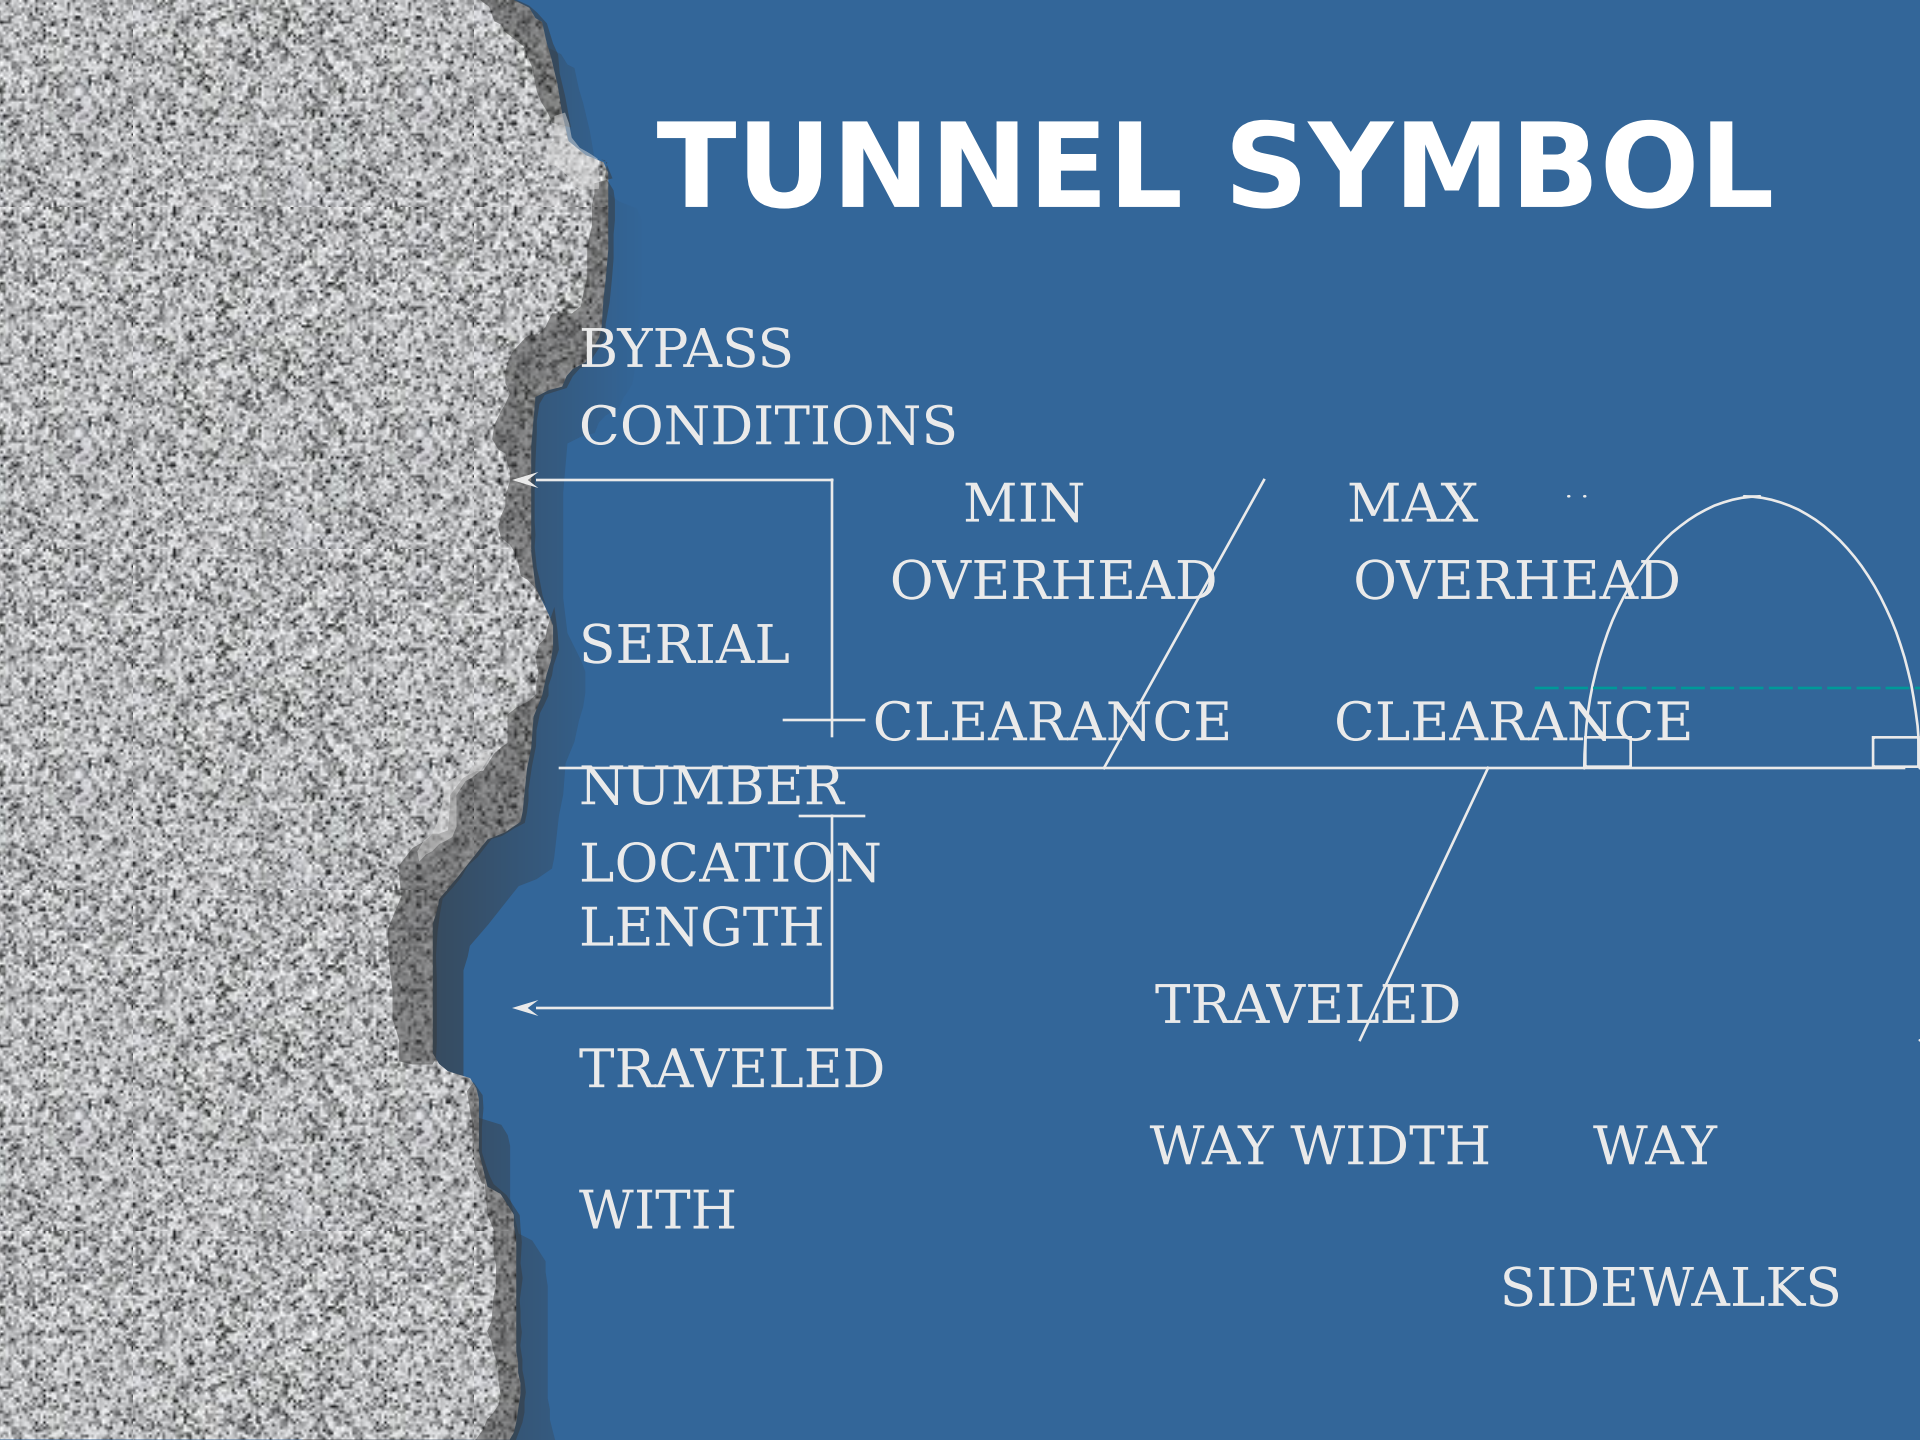 TUNNEL SYMBOL
BYPASS
CONDITIONS
MIN MAX
OVERHEAD OVERHEAD
SERIAL
CLEARANCE CLEARANCE
NUMBER
LOCATION
LENGTH
TRAVELED
TRAVELED
WAY WIDTH WAY
WITH
SIDEWALKS